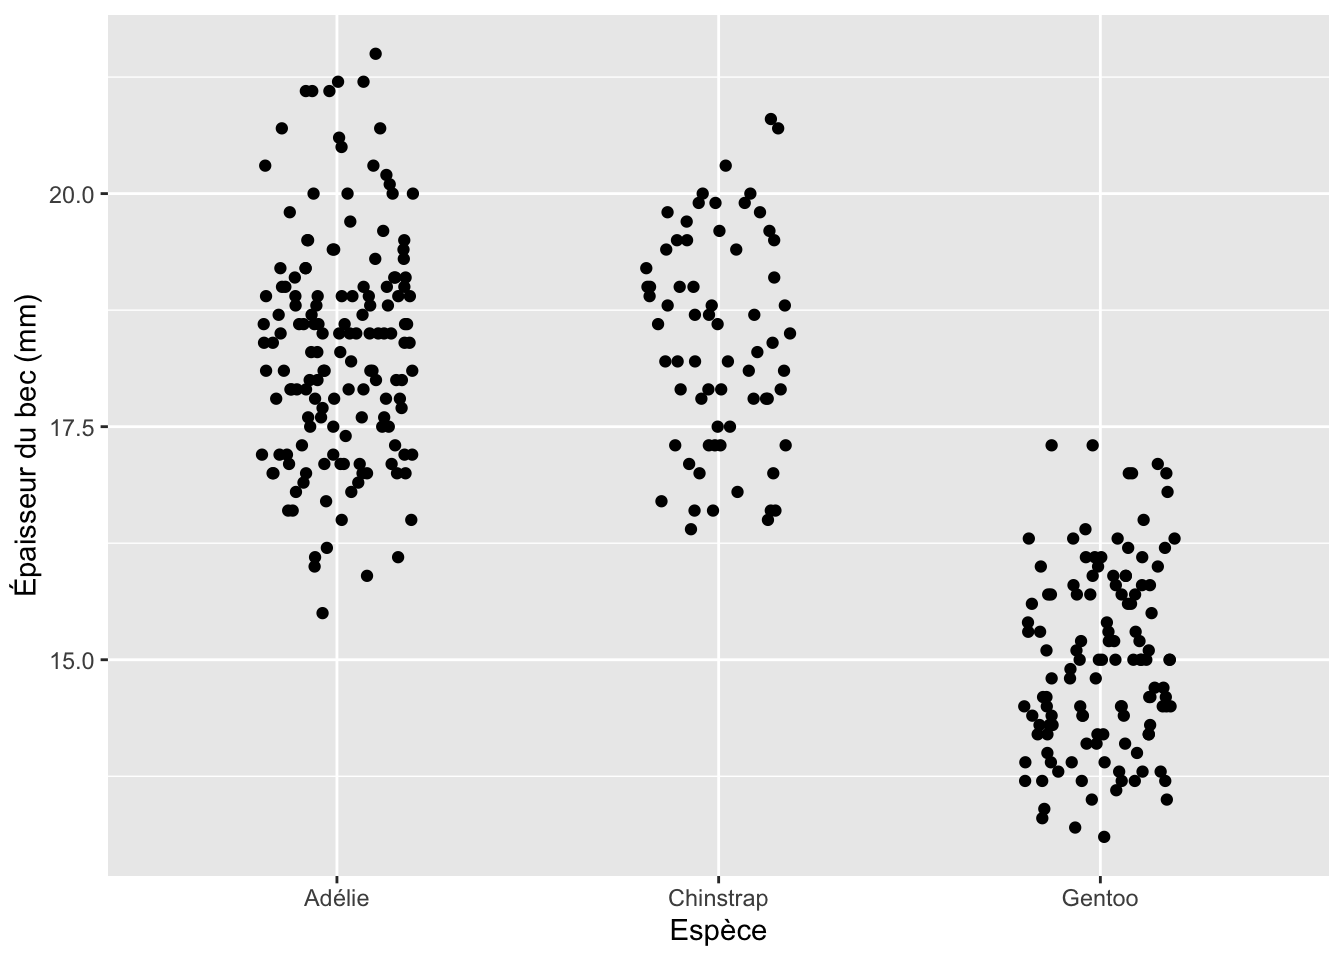 Épaisseur du bec (mm)
20.0
17.5
15.0
Adélie
Chinstrap
Gentoo
Espèce